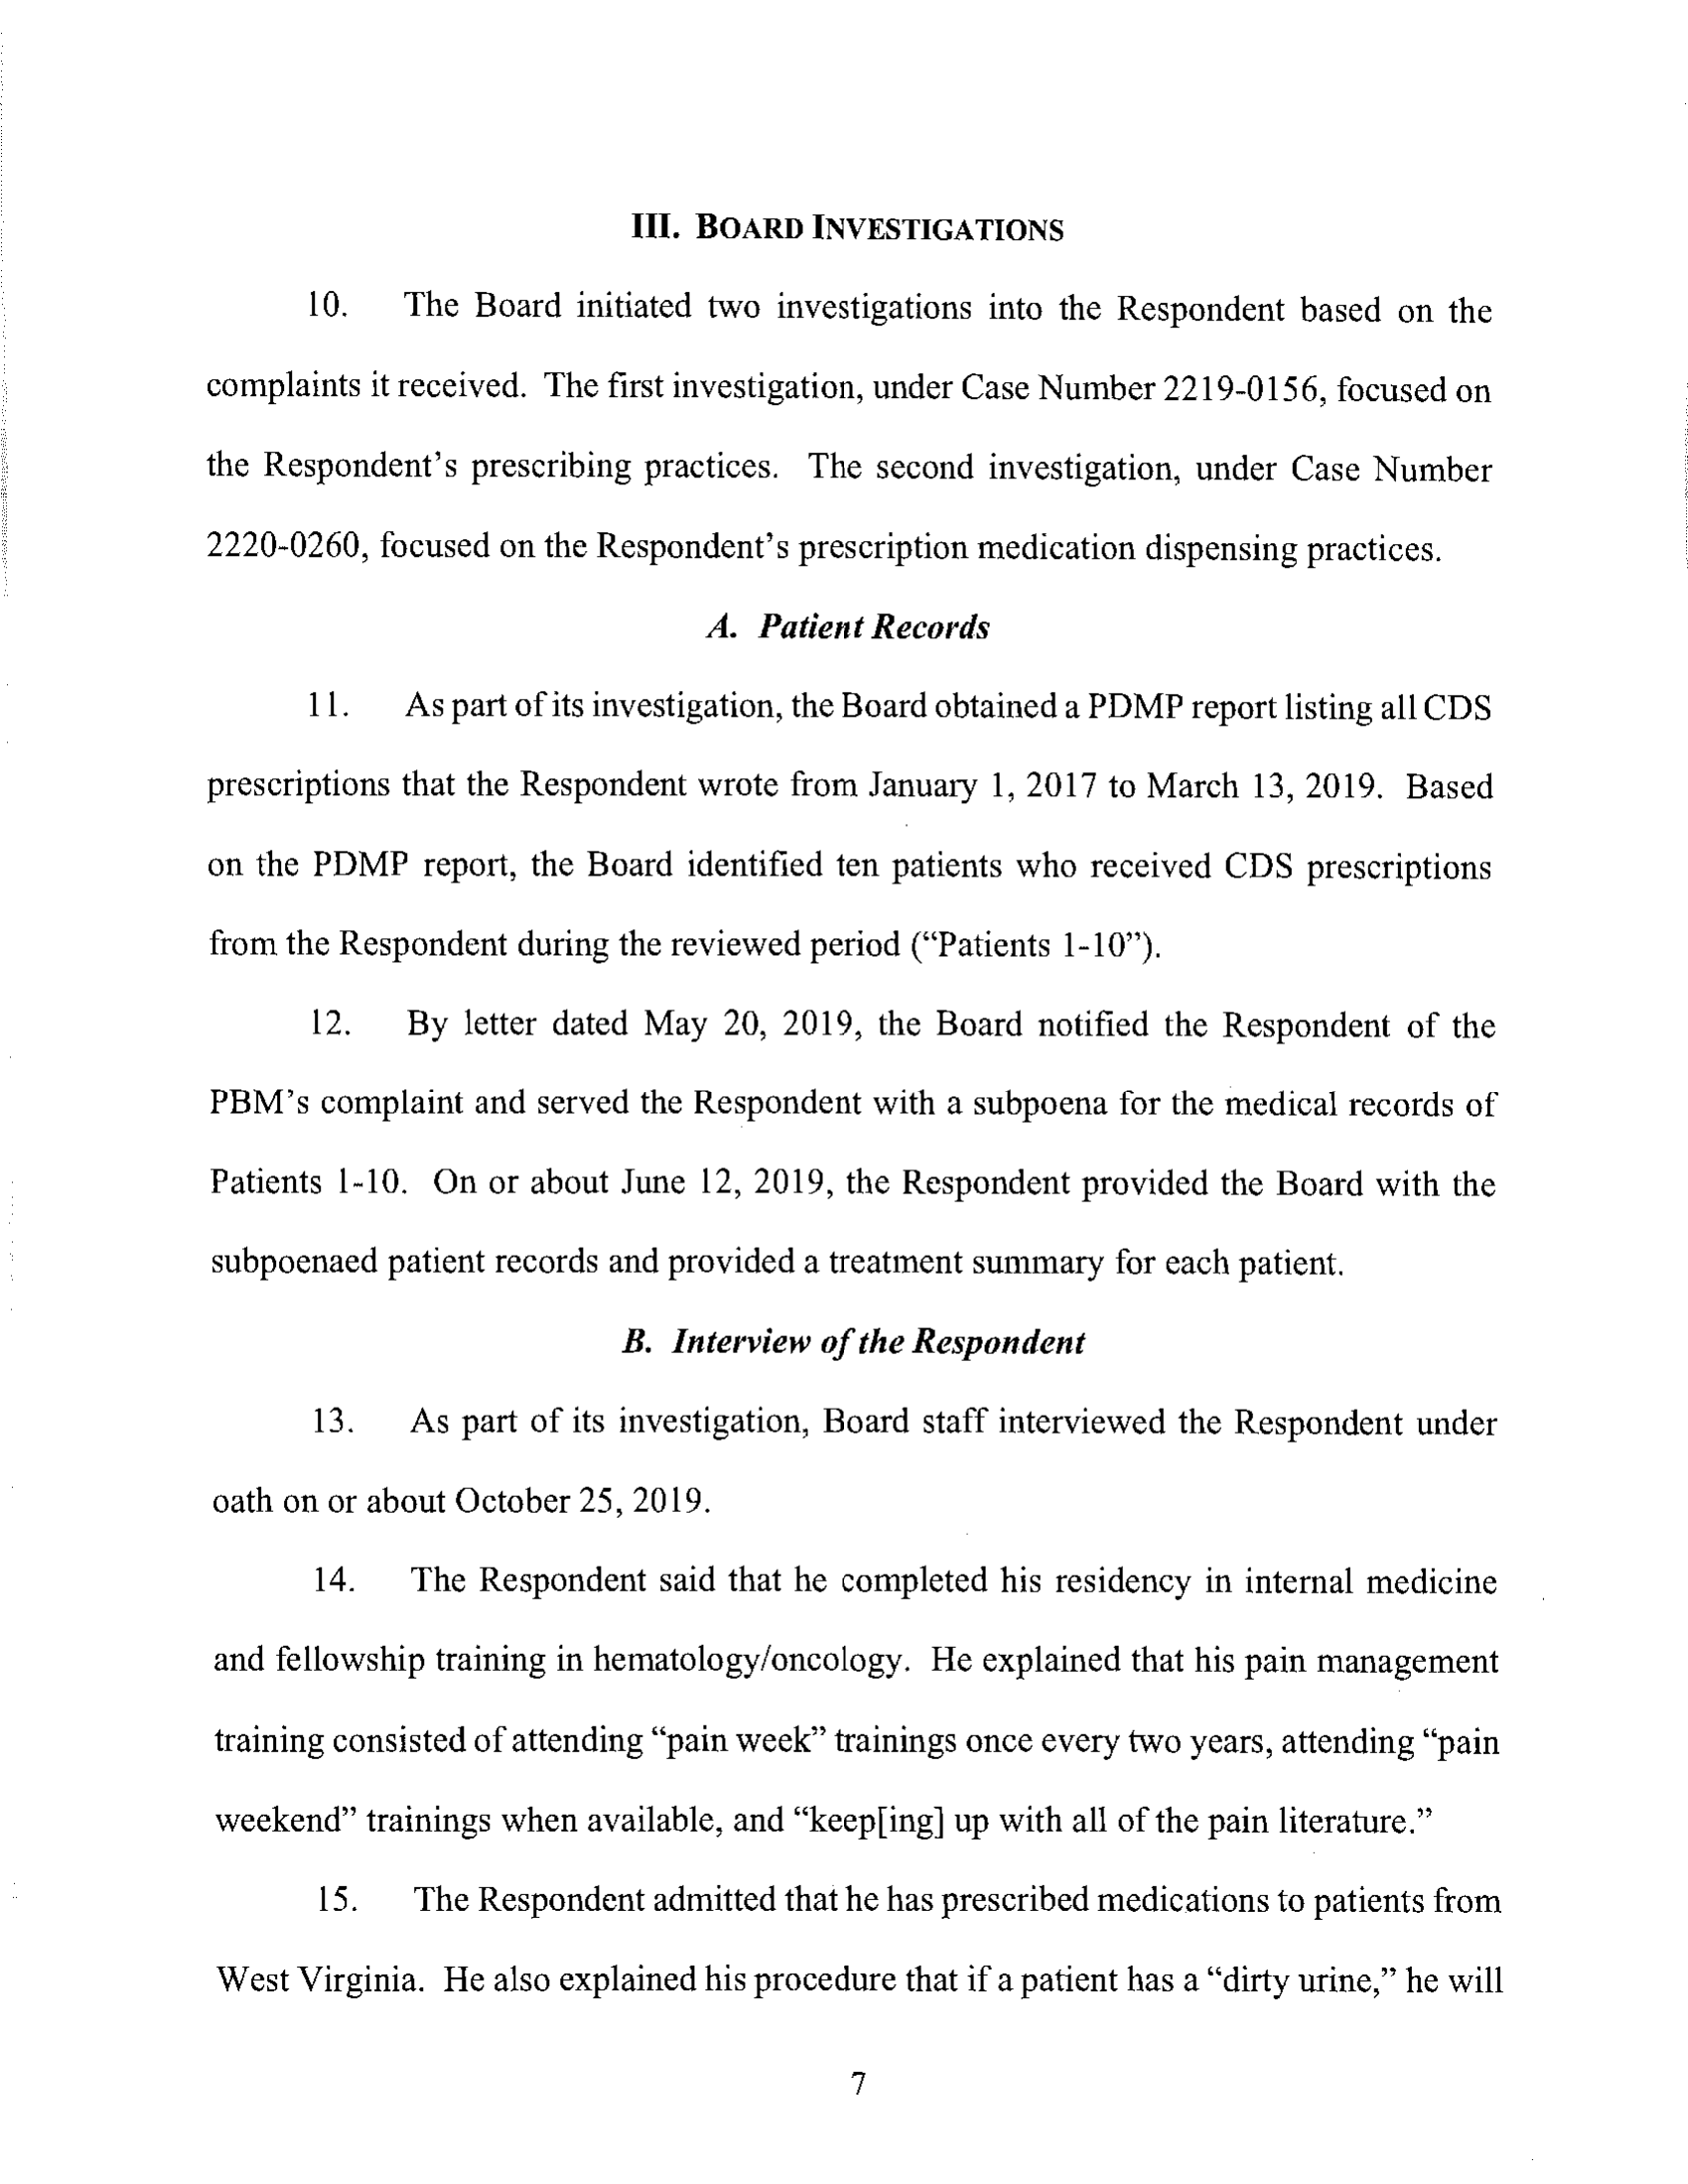 III. BOARD INVESTIGATIONS
10. The Board initiated two investigations into the Respondent based on the
complaints it received. The first investigation, under Case Number 2219-0156, focused on
the Respondent's prescribing practices. The second investigation, under Case Number
2220-0260, focused on the Respondent's prescription medication dispensing practices.
A. Patient Records
11. As part of its investigation, the Board obtained a PDMP report listing all CDS
prescriptions that the Respondent wrote from January 1, 2017 to March 13, 2019. Based
on the PDMP report, the Board identified ten patients who received CDS prescriptions
from the Respondent during the reviewed period (“Patients 1-10”).
12. By letter dated May 20, 2019, the Board notified the Respondent of the
PBM's complaint and served the Respondent with a subpoena for the medical records of
Patients 1-10. On or about June 12, 2019, the Respondent provided the Board with the
subpoenaed patient records and provided a treatment summary for each patient.
B. Interview of the Respondent
13. As part of its investigation, Board staff interviewed the Respondent under
oath on or about October 25, 2019.
14. The Respondent said that he completed his residency in internal medicine
and fellowship training in hematology/oncology. He explained that his pain management
training consisted of attending “pain week” trainings once every two years, attending “pain
weekend” trainings when available, and “keep[ing] up with all of the pain literature.”
15. The Respondent admitted that he has prescribed medications to patients from
West Virginia. He also explained his procedure that if a patient has a “dirty urine,” he will
7